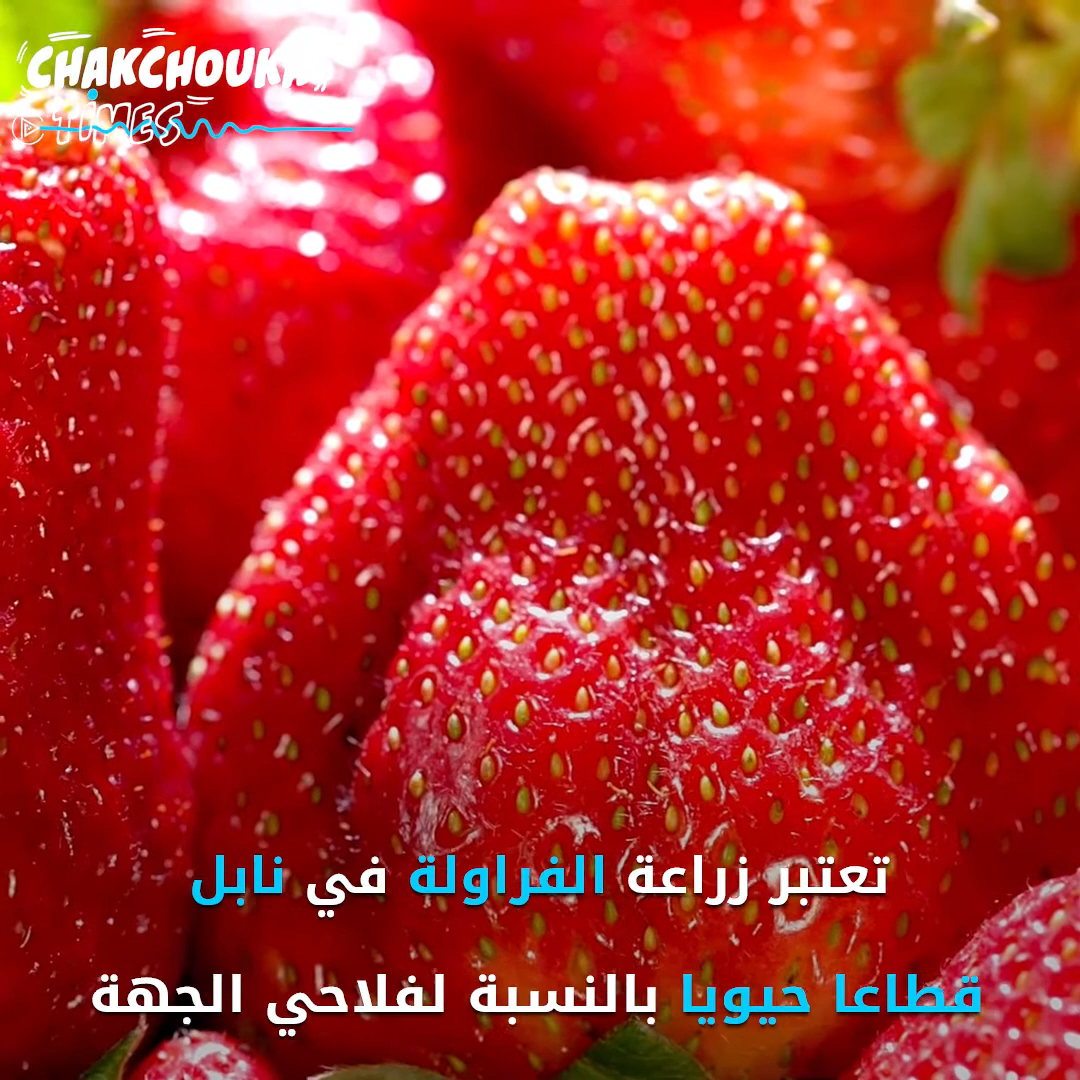 CHAKCHOUKA
TIMES
تعتبر زراعة الفراولة في نابل
قطاعا حيويا بالنسبة لفلاحي الجهة